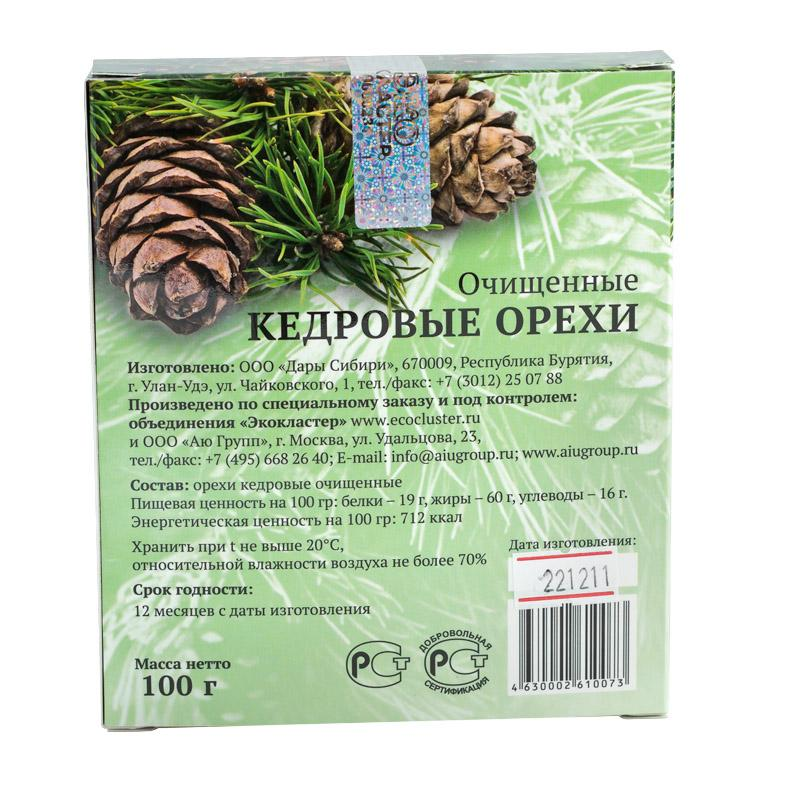 ЭКО
КЛАСТЕР
Очищенные
КЕДРОВЫЕ ОРЕХИ
Изготовлено: ООО «Дары Сибири», 670009, Республика Бурятия,
г. Улан-Удэ, ул. Чайковского, 1, тел./факс: +7 (3012) 25 07 88
Произведено по специальному заказу и под контролем:
объединения «Экокластер» www.ecocluster.ru
и ООО «Аю Групп», г. Москва, ул. Удальцова, 23,
тел./факс: +7 (495) 668 26 40; E-mail: info@aiugroup.ru; www.aiugroup.ru
Состав: орехи кедровые очищенные
Пищевая ценность на 100 гр: белки – 19 г, жиры – 60 г, углеводы – 16 г.
Энергетическая ценность на 100 гр: 712 ккал
Хранить при t не выше 20°С,
относительной влажности воздуха не более 70%
Срок годности:
12 месяцев с даты изготовления
Дата изготовления:
221211
Масса нетто
100 г
РСТ
ДОБРОВОЛЬНАЯ
РСТ
СЕРТИФИКАЦИЯ
4 630002 610073